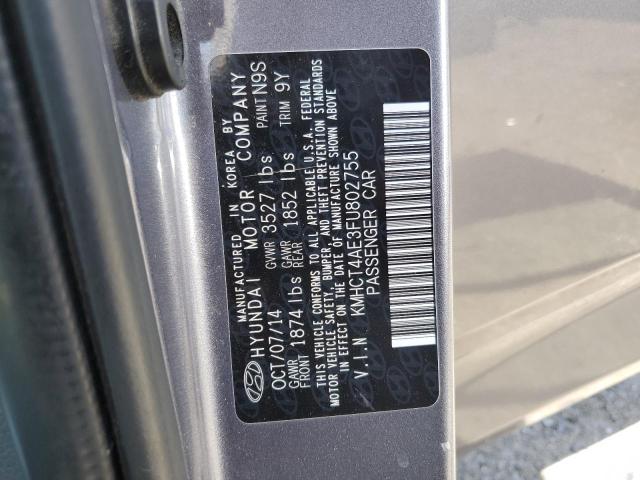 MANUFACTURED IN KOREA BY
HYUNDAI MOTOR COMPANY
OCT/07/14 GVWR 3527 lbs PAINT N9S
GAWR FRONT 1874 lbs GAWR REAR 1852 lbs TRIM 9Y
THIS VEHICLE CONFORMS TO ALL APPLICABLE U.S.A. FEDERAL
MOTOR VEHICLE SAFETY, BUMPER, AND THEFT PREVENTION STANDARDS
IN EFFECT ON THE DATE OF MANUFACTURE SHOWN ABOVE
V.I.N KMHCT4AE3FU802755
PASSENGER CAR